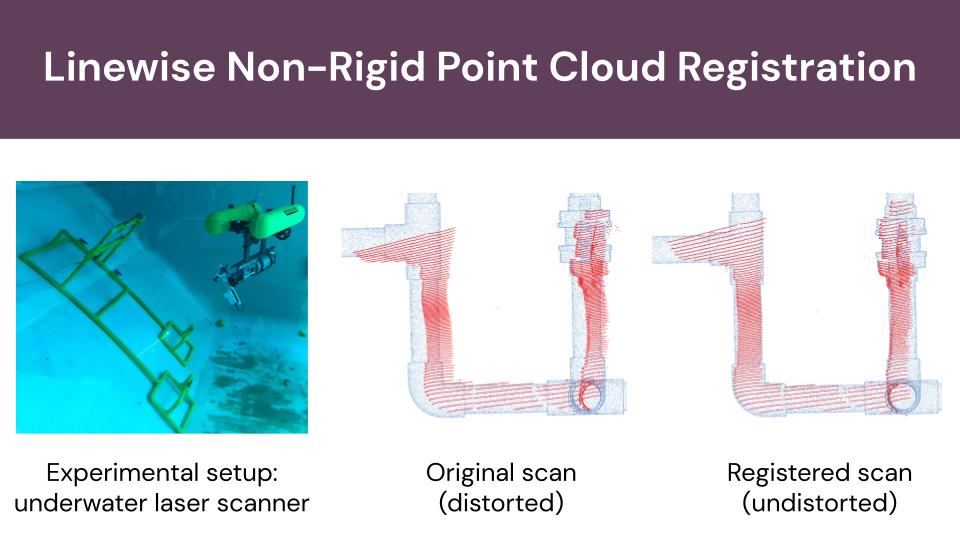 Linewise Non-Rigid Point Cloud Registration
Experimental setup:
underwater laser scanner
Original scan
(distorted)
Registered scan
(undistorted)